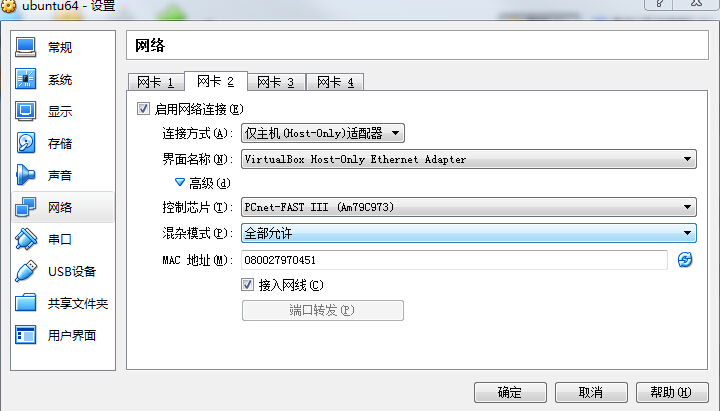 ubuntu64 - 设置
常规
系统
显示
存储
声音
网络
串口
USB设备
共享文件夹
用户界面
网络
网卡 1 网卡 2 网卡 3 网卡 4
启用网络连接(E)
连接方式(A): 仅主机(Host-Only)适配器
界面名称(N): VirtualBox Host-Only Ethernet Adapter
高级(d)
控制芯片(T): PCnet-FAST III (Am79C973)
混杂模式(P): 全部允许
MAC 地址(M): 080027970451
接入网线(C)
端口转发(P)
确定 取消 帮助(H)